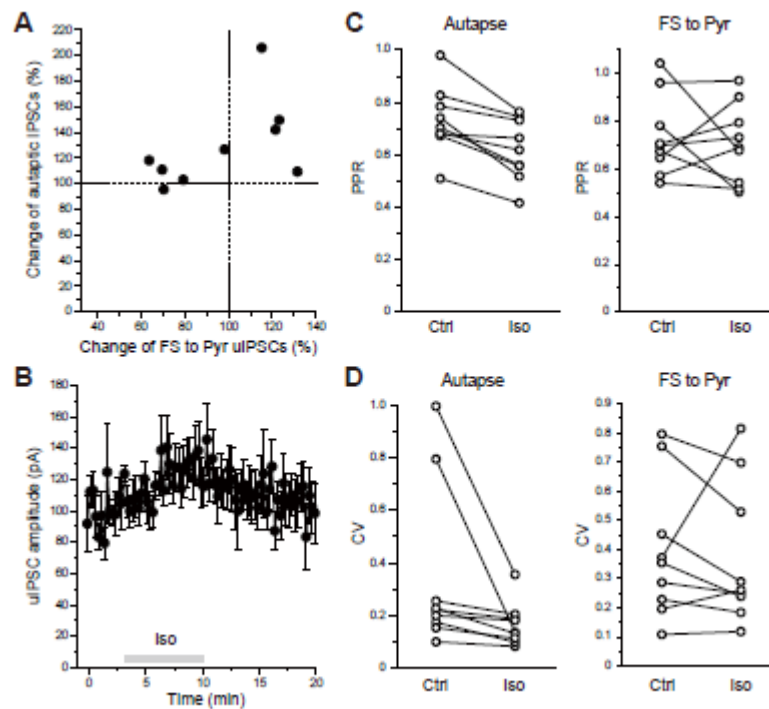 A
Change of autaptic IPSCs (%)
220
200
180
160
140
120
100
80
60
40
20
0
40 60 80 100 120 140
Change of FS to Pyr uIPSCs (%)
B
uIPSC amplitude (pA)
180
160
140
120
100
80
60
40
20
0
Iso
0 5 10 15 20
Time (min)
C
Autapse
PPR
1.0
0.8
0.6
0.4
0.2
0
Ctrl Iso
FS to Pyr
PPR
1.0
0.8
0.6
0.4
0.2
0
Ctrl Iso
D
Autapse
CV
1.0
0.8
0.6
0.4
0.2
0
Ctrl Iso
FS to Pyr
CV
0.9
0.8
0.7
0.6
0.5
0.4
0.3
0.2
0.1
0
Ctrl Iso